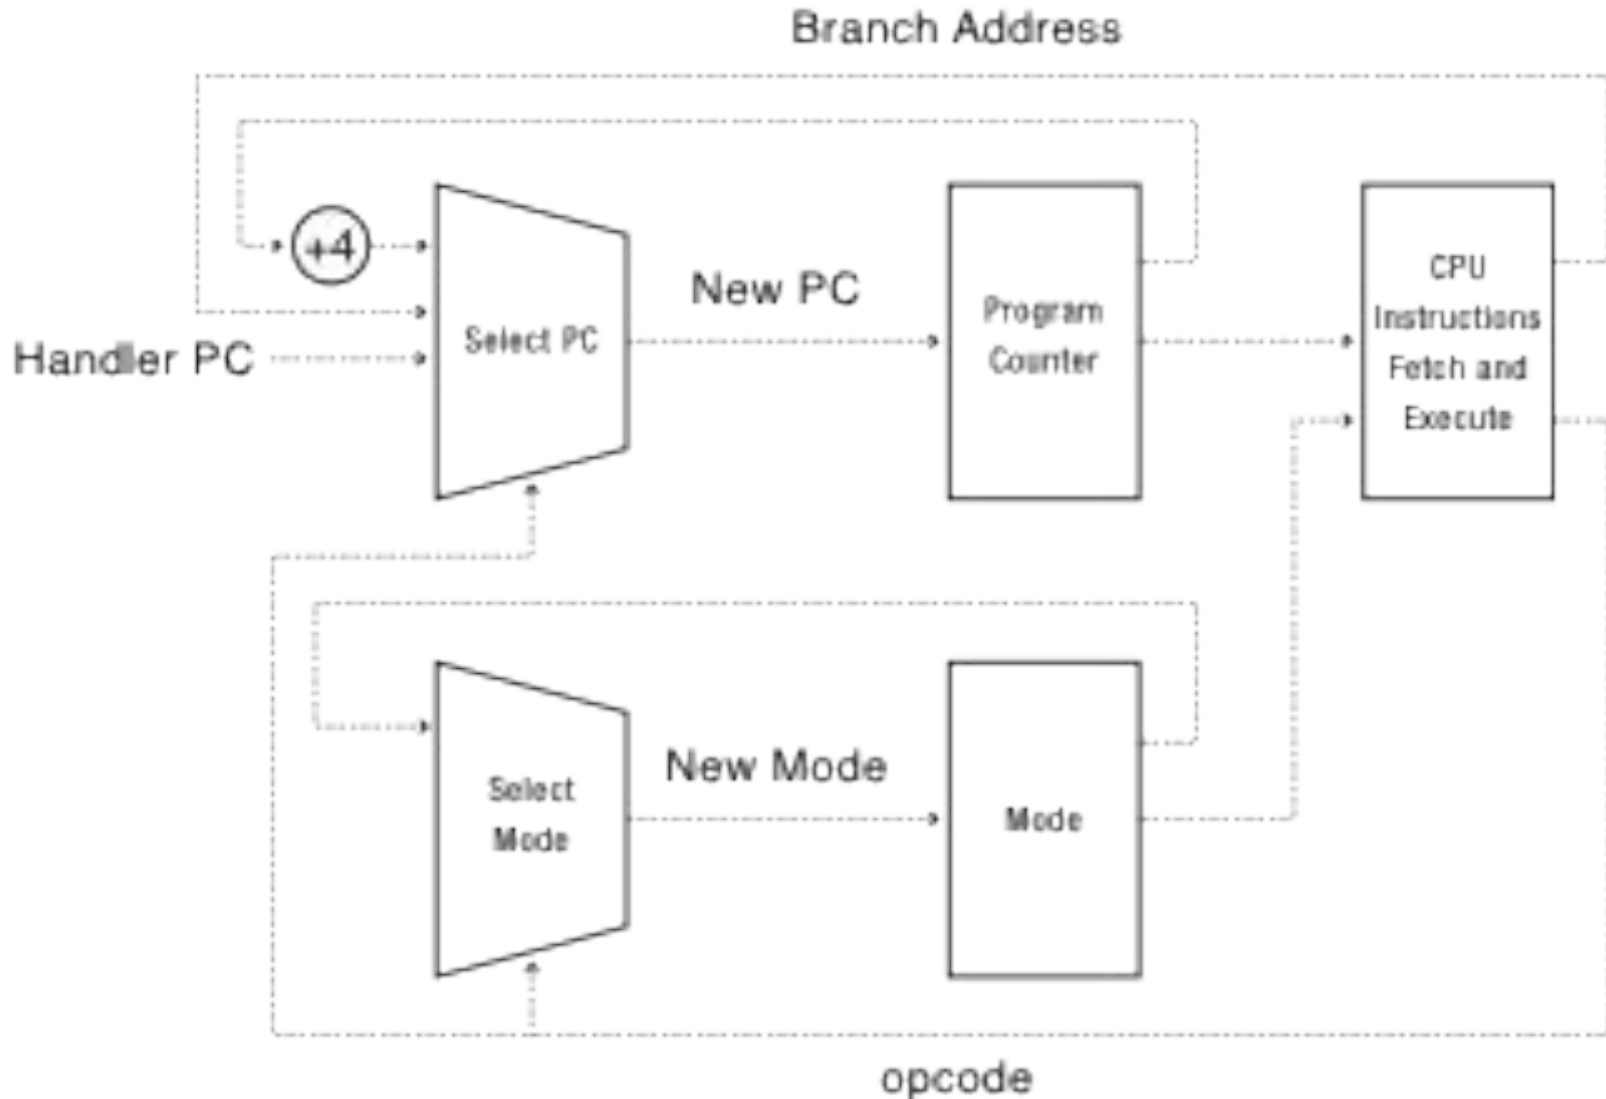 Branch Address
+4
Handler PC
Select PC
New PC
Program
Counter
CPU
Instructions
Fetch and
Execute
Select
Mode
New Mode
Mode
opcode